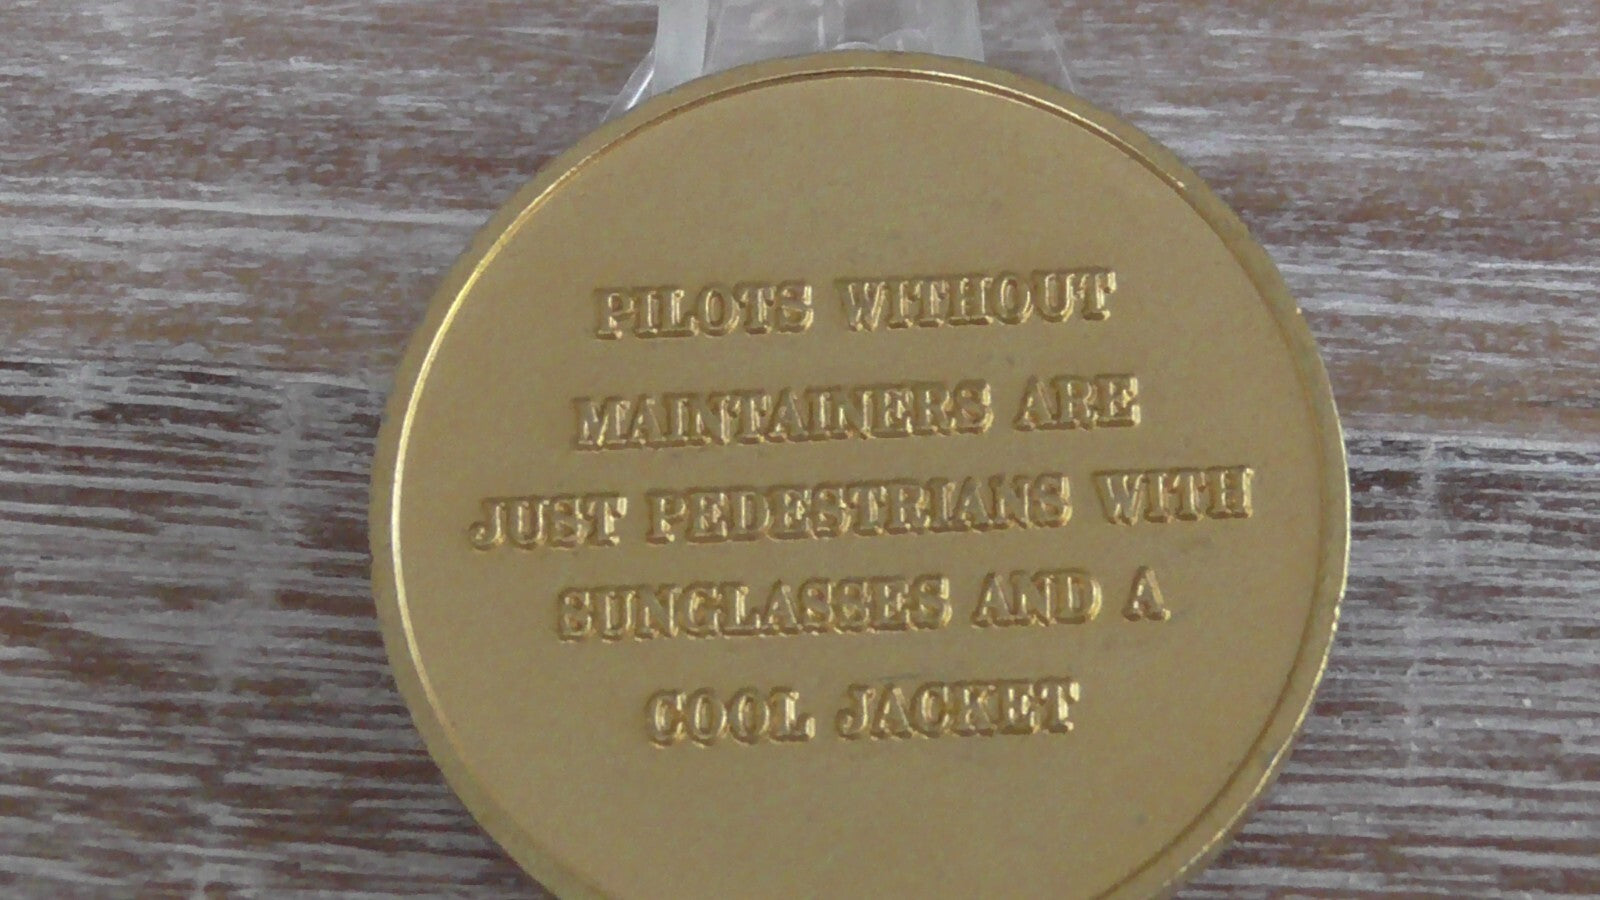 PILOTS WITHOUT
MAINTAINERS ARE
JUST PEDESTRIANS WITH
SUNGLASSES AND A
COOL JACKET